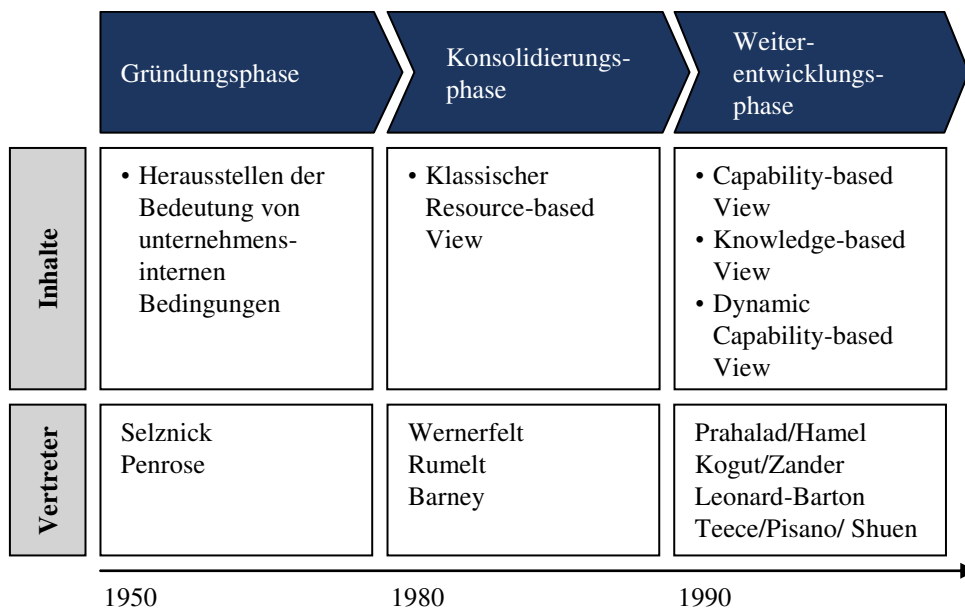 Gründungsphase
Konsolidierungs-
phase
Weiter-
entwicklungs-
phase
Inhalte
• Herausstellen der
Bedeutung von
unternehmens-
internen
Bedingungen
• Klassischer
Resource-based
View
• Capability-based
View
• Knowledge-based
View
• Dynamic
Capability-based
View
Vertreter
Selznick
Penrose
Wernerfelt
Rumelt
Barney
Prahalad/Hamel
Kogut/Zander
Leonard-Barton
Teece/Pisano/ Shuen
1950
1980
1990